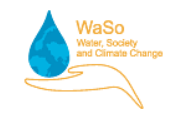 WaSo
Water, Society
and Climate Change